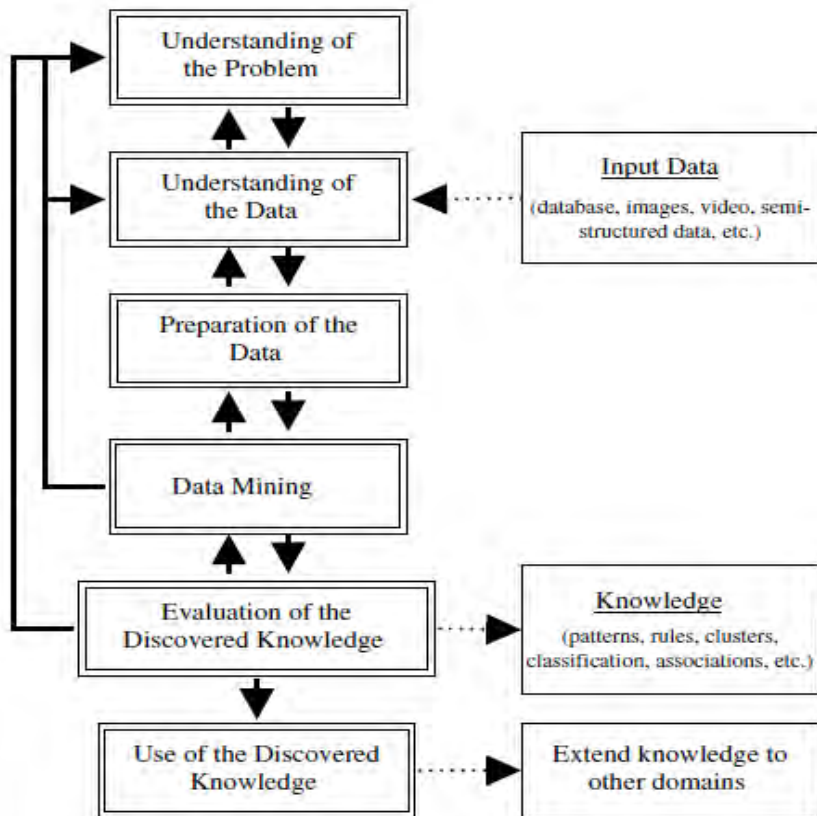 Understanding of
the Problem
Understanding of
the Data
Input Data
(database, images, video, semi-
structured data, etc.)
Preparation of the
Data
Data Mining
Evaluation of the
Discovered Knowledge
Knowledge
(patterns, rules, clusters,
classification, associations, etc.)
Use of the Discovered
Knowledge
Extend knowledge to
other domains